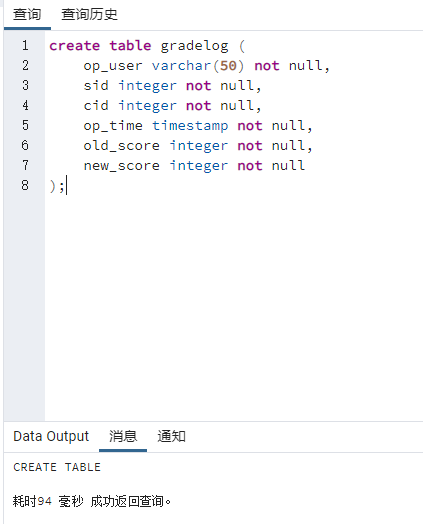 查询 查询历史
1 create table gradelog (
2     op_user varchar(50) not null,
3     sid integer not null,
4     cid integer not null,
5     op_time timestamp not null,
6     old_score integer not null,
7     new_score integer not null
8 );
Data Output 消息 通知
CREATE TABLE
耗时94 毫秒 成功返回查询。